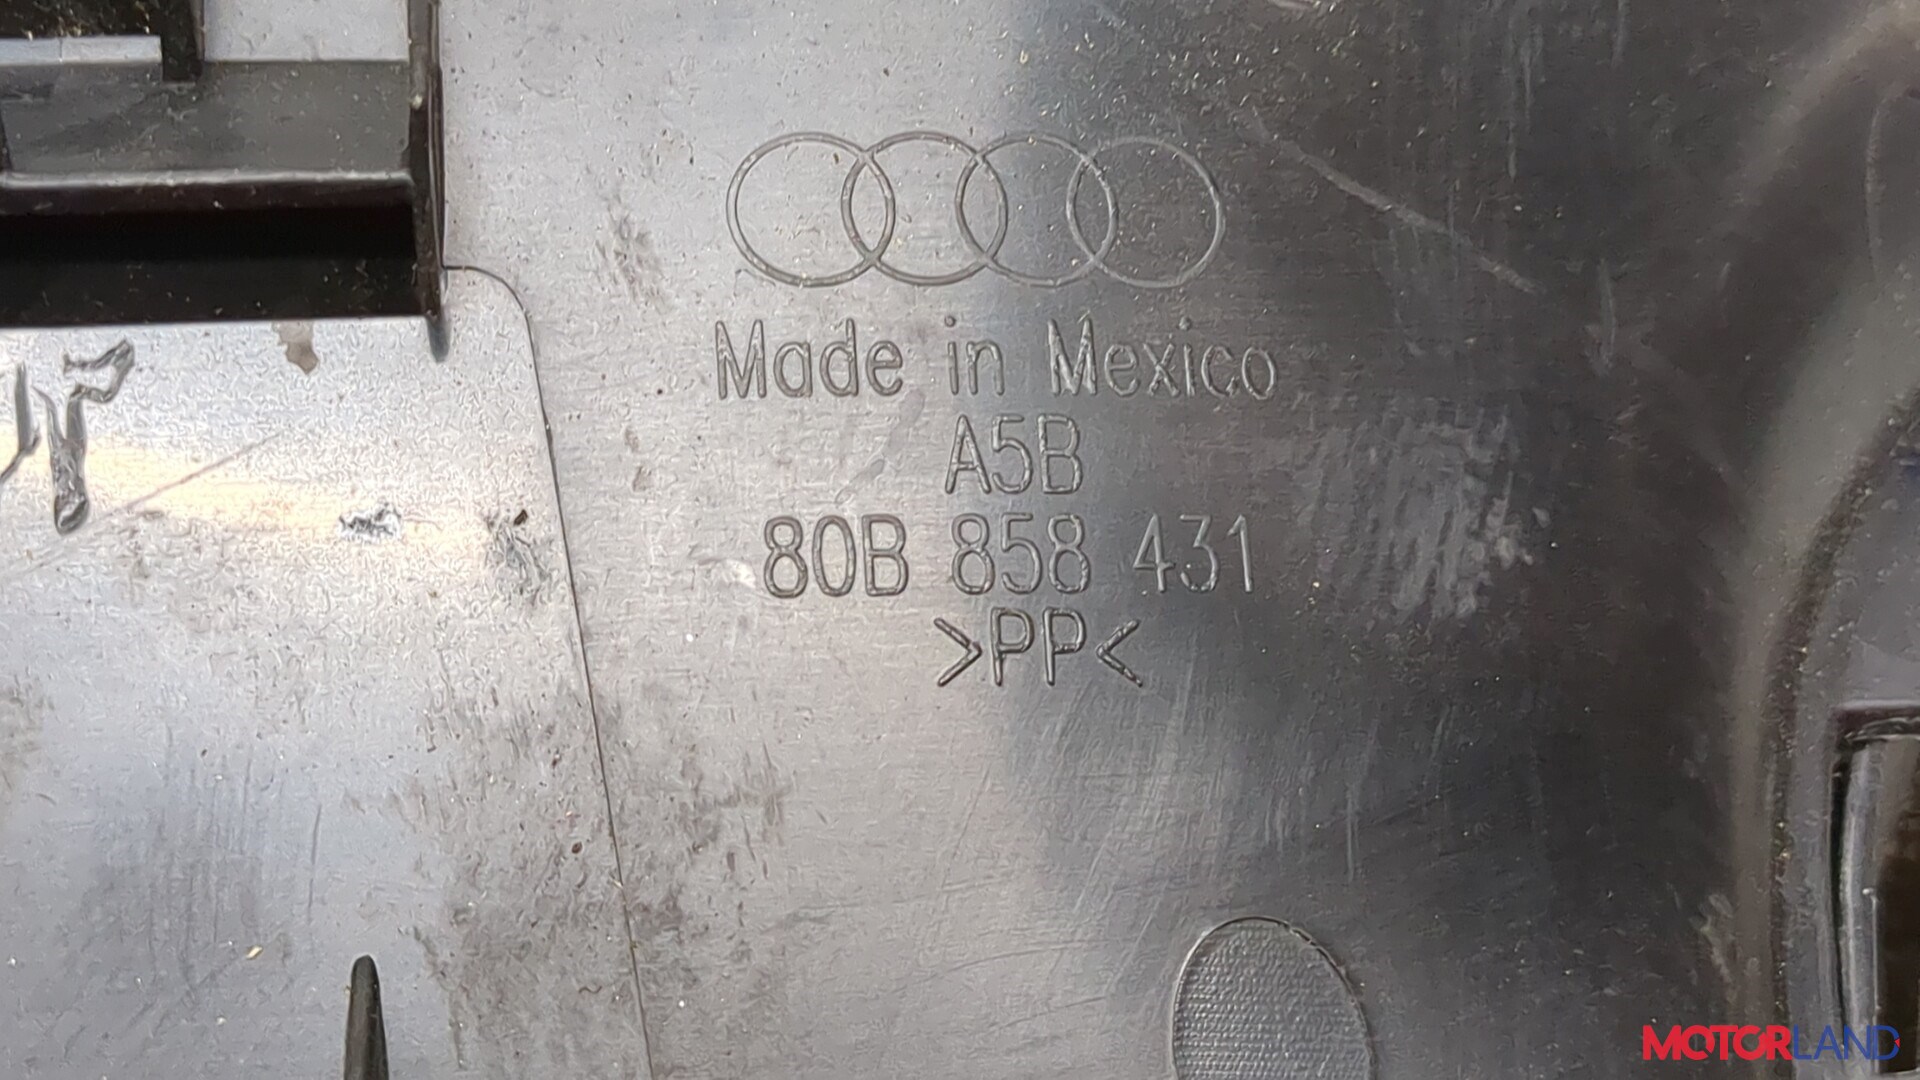 Made in Mexico
A5B
80B 858 431
>PP<
MOTORLAND